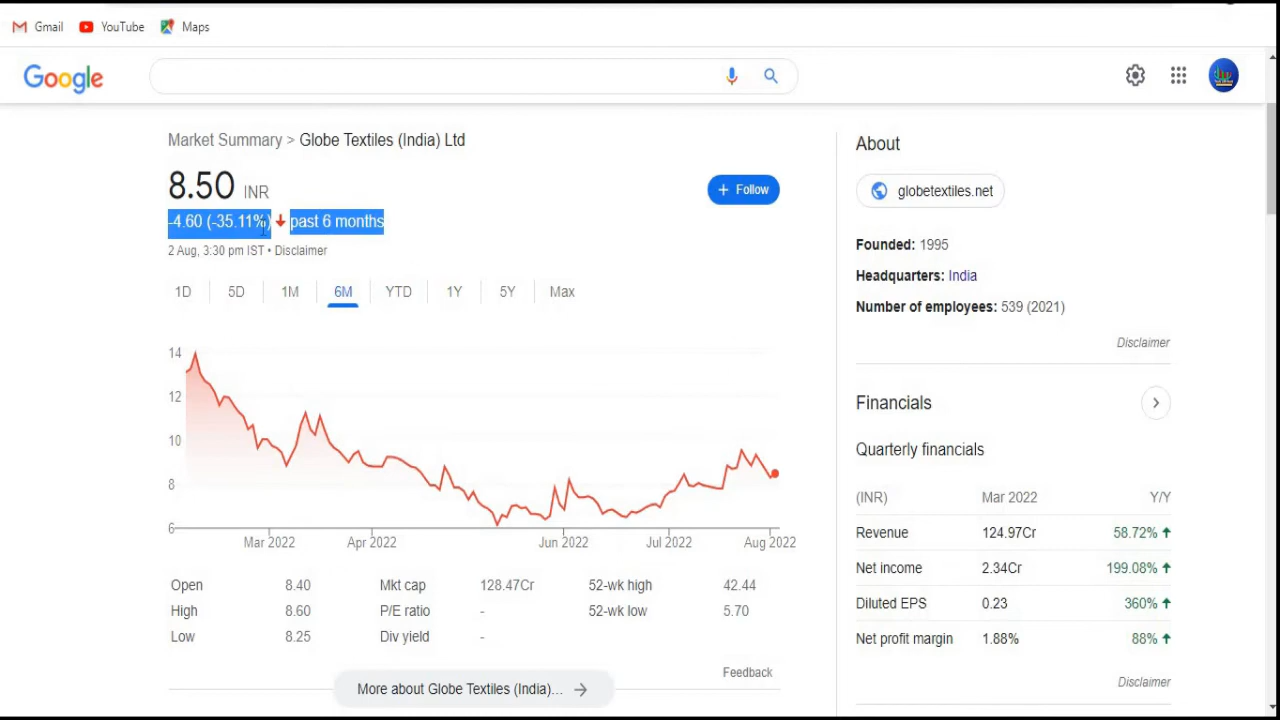 Gmail YouTube Maps
Google
Market Summary > Globe Textiles (India) Ltd
8.50 INR
+ Follow
-4.60 (-35.11%) past 6 months
2 Aug, 3:30 pm IST • Disclaimer
1D 5D 1M 6M YTD 1Y 5Y Max
14
12
10
8
6
Mar 2022 Apr 2022 Jun 2022 Jul 2022 Aug 2022
Open 8.40 Mkt cap 128.47Cr 52-wk high 42.44
High 8.60 P/E ratio - 52-wk low 5.70
Low 8.25 Div yield -
Feedback
More about Globe Textiles (India)...
About
globetextiles.net
Founded: 1995
Headquarters: India
Number of employees: 539 (2021)
Disclaimer
Financials
Quarterly financials
(INR) Mar 2022 Y/Y
Revenue 124.97Cr 58.72%
Net income 2.34Cr 199.08%
Diluted EPS 0.23 360%
Net profit margin 1.88% 88%
Disclaimer